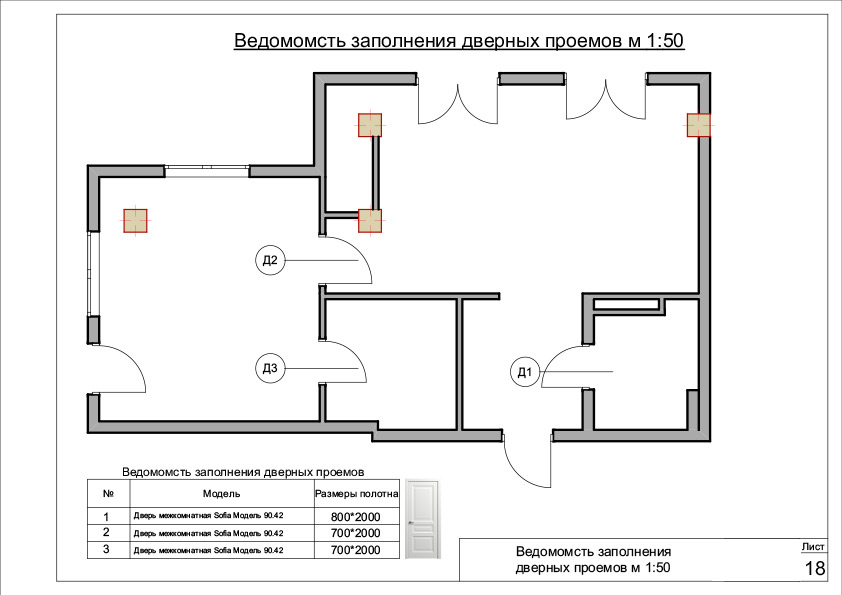 Ведомомсть заполнения дверных проемов м 1:50
Д2
Д3
Д1
Ведомомсть заполнения дверных проемов
№ Модель Размеры полотна
1 Дверь межкомнатная Sofia Модель 90.42 800*2000
2 Дверь межкомнатная Sofia Модель 90.42 700*2000
3 Дверь межкомнатная Sofia Модель 90.42 700*2000
Ведомомсть заполнения
дверных проемов м 1:50
Лист
18